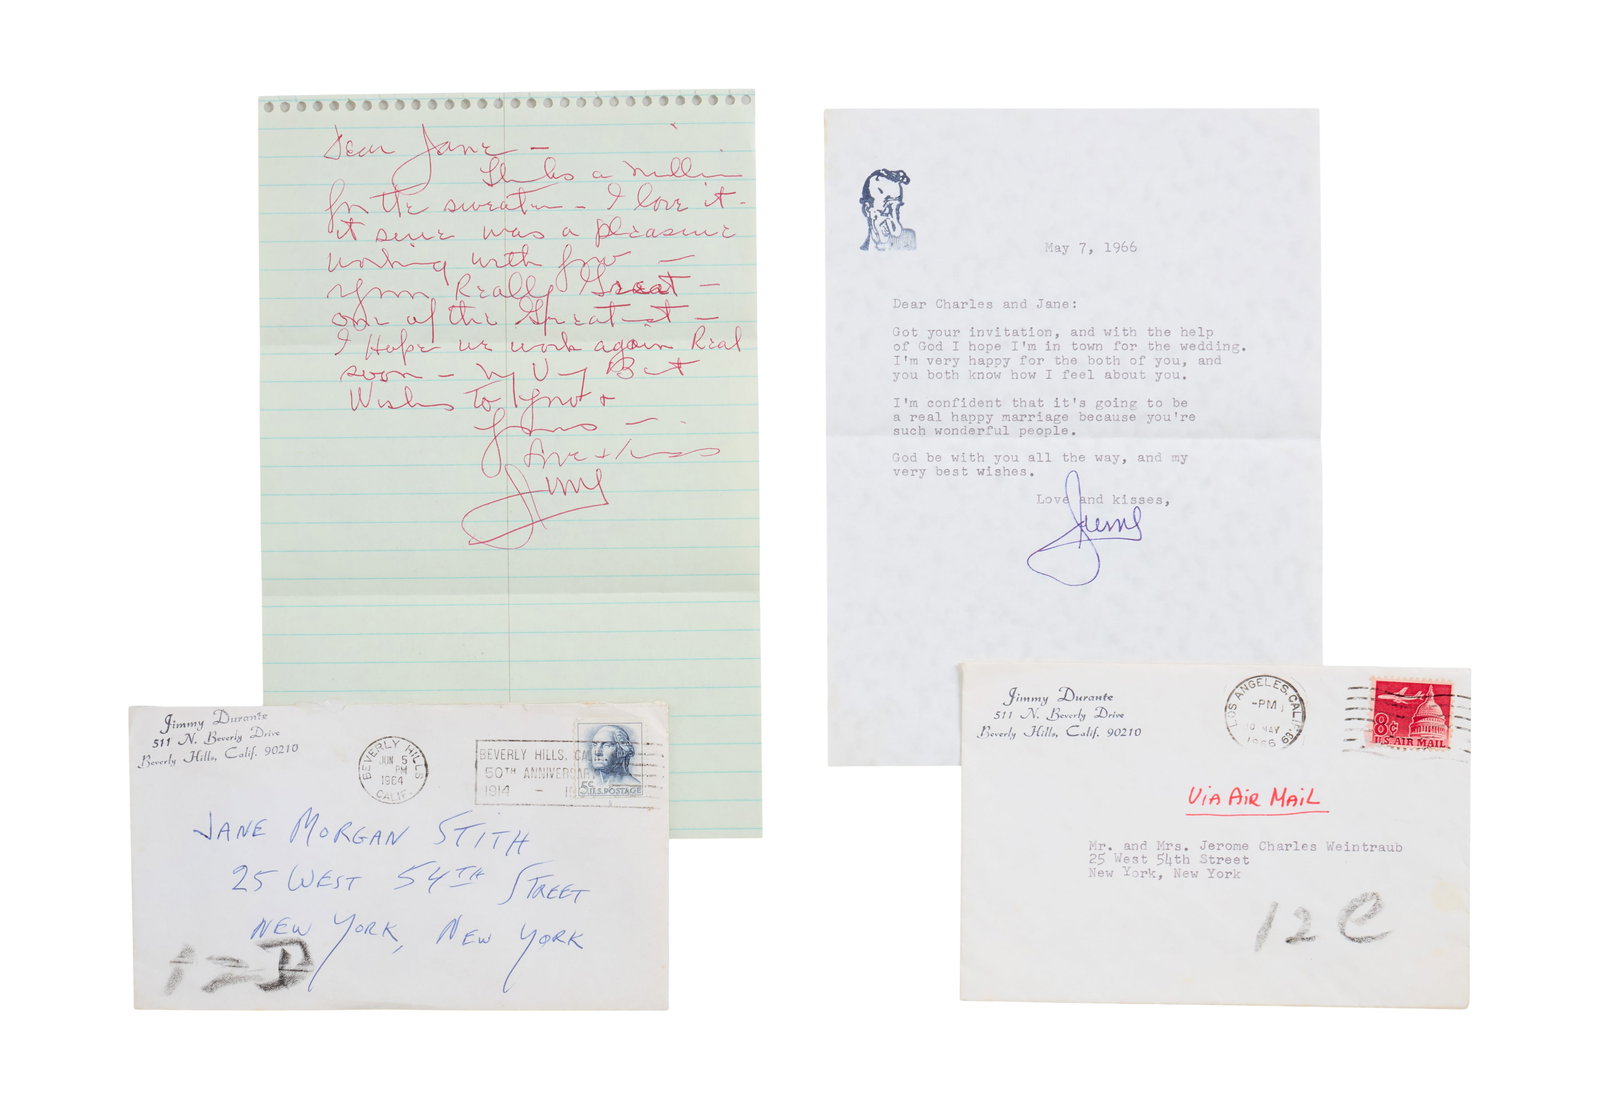 Dear Jane -
Thanks a million
for the sweater - I love it -
it sure was a pleasure
working with you -
your Really Great -
one of the Greatest -
I Hope we work again Real
soon - My Very Best
Wishes To you +
yours -
Love + kisses
Jimmy
Jimmy Durante
511 N. Beverly Drive
Beverly Hills, Calif. 90210
BEVERLY HILLS
JUN 5
PM
1964
CALIF.
BEVERLY HILLS, CA
50TH ANNIVERSAR
1914 - 19
5¢
U.S. POSTAGE
JANE MORGAN STITH
25 WEST 54TH STREET
NEW YORK, NEW YORK
12D
May 7, 1966
Dear Charles and Jane:
Got your invitation, and with the help
of God I hope I'm in town for the wedding.
I'm very happy for the both of you, and
you both know how I feel about you.
I'm confident that it's going to be
a real happy marriage because you're
such wonderful people.
God be with you all the way, and my
very best wishes.
Love and kisses,
Jimmy
Jimmy Durante
511 N. Beverly Drive
Beverly Hills, Calif. 90210
LOS ANGELES, CALIF
-PM
10 MAY
1966
8¢
U.S. AIR MAIL
VIA AIR MAIL
Mr. and Mrs. Jerome Charles Weintraub
25 West 54th Street
New York, New York
12C